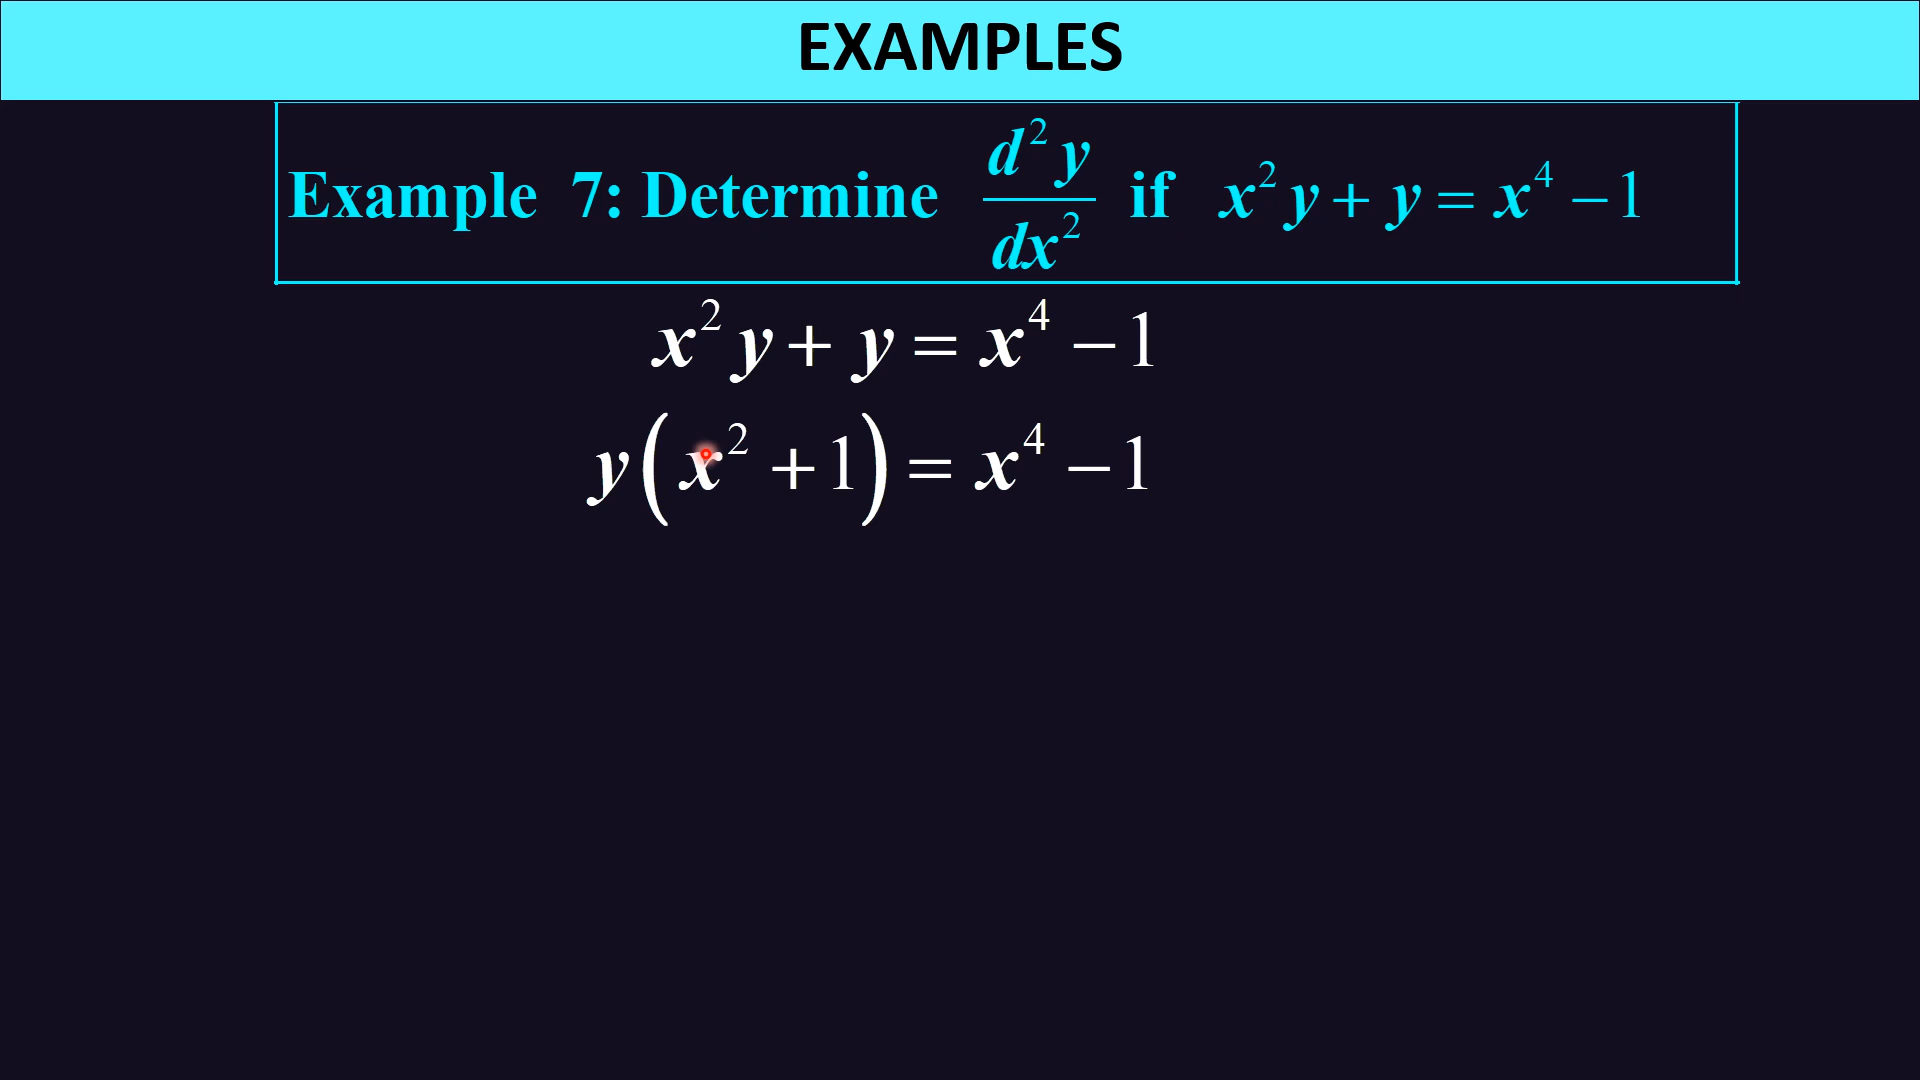 EXAMPLES
Example 7: Determine d²y/dx² if x²y + y = x⁴ − 1
x²y + y = x⁴ − 1
y(x² + 1) = x⁴ − 1